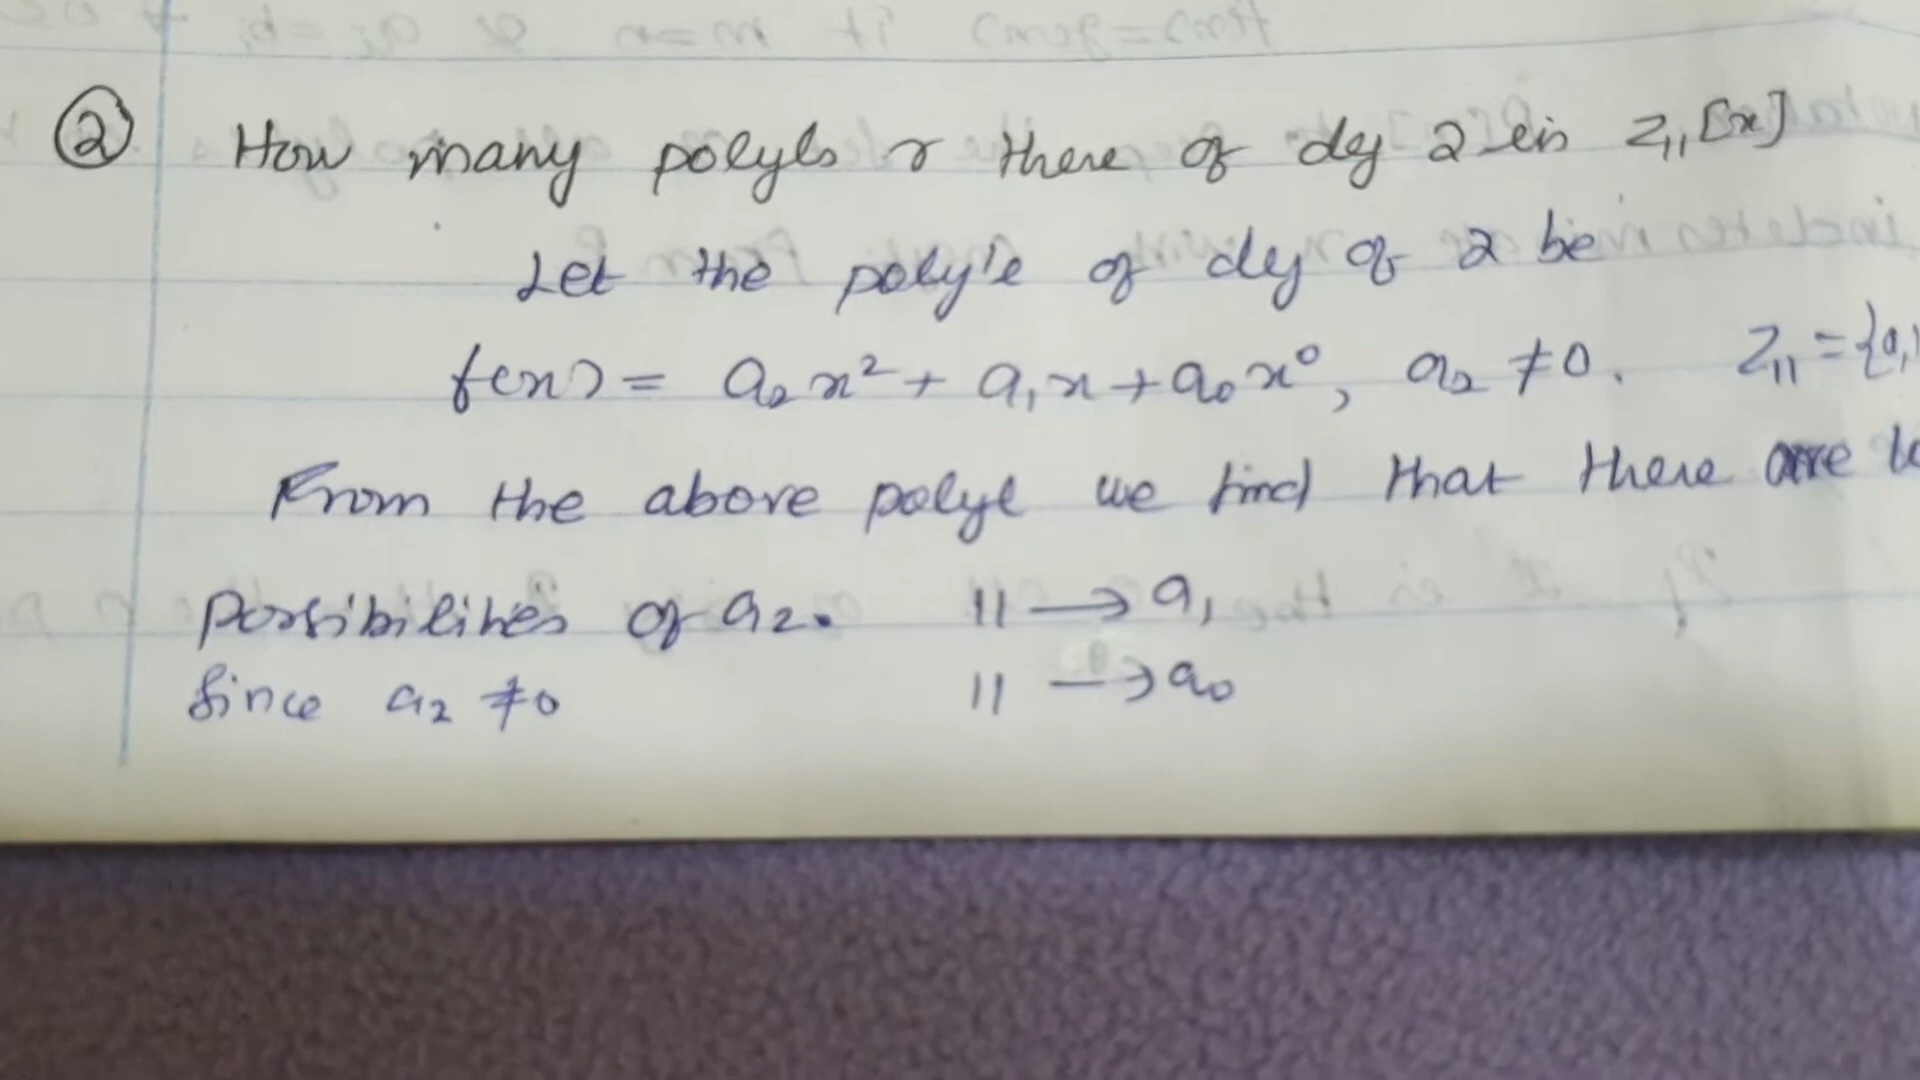 ② How many polyls r there of deg 2 in Z₁₁[x]
Let the poly'l of deg of 2 be
f(x) = a₂x² + a₁x + a₀x⁰, a₂ ≠ 0. Z₁₁ = {0,1
From the above polyl we find that there are
possibilities of a₂. 11 → a₁
Since a₂ ≠ 0 11 → a₀